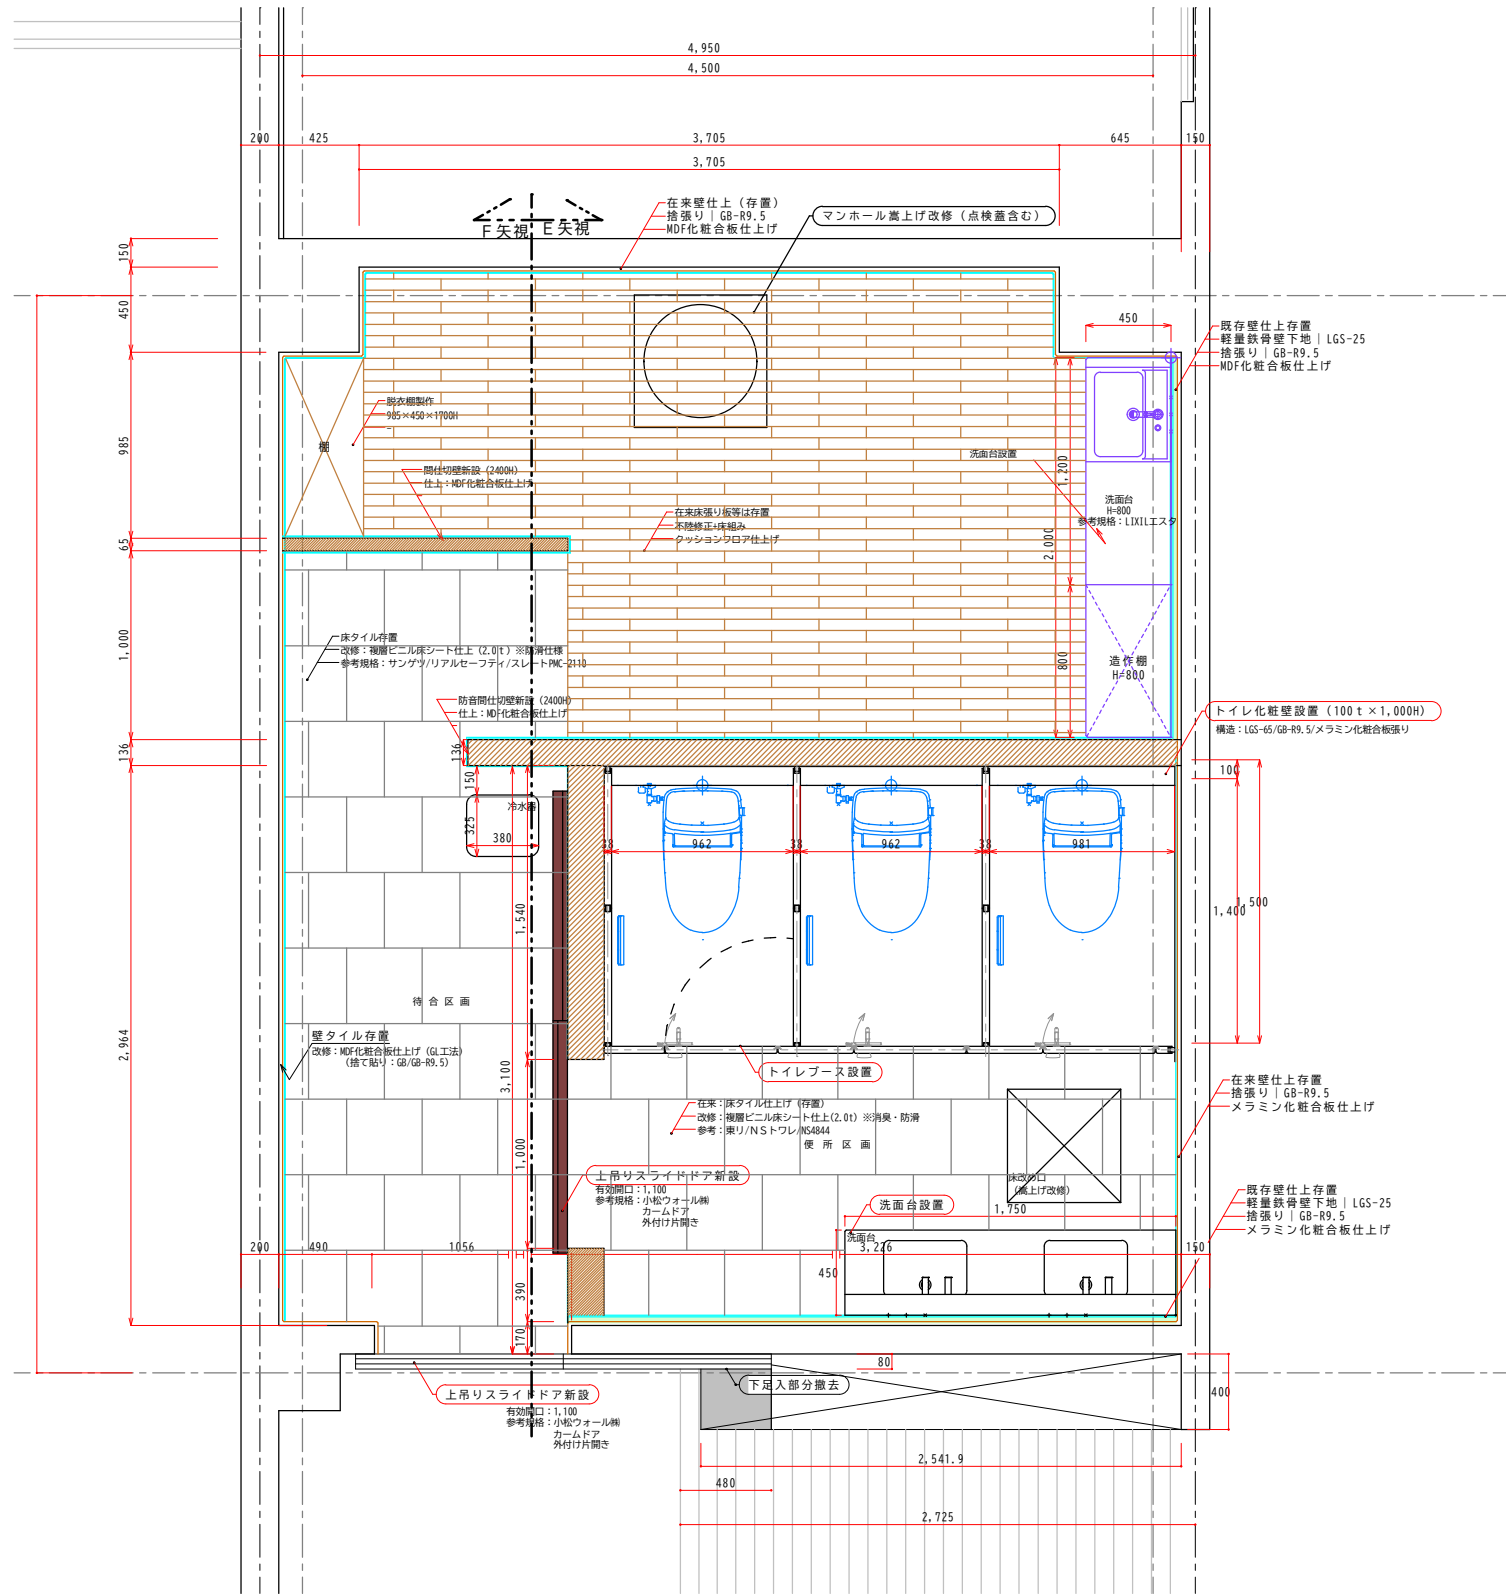 4,950
4,500
200
425
3,705
645
150
3,705
在来壁仕上（存置）
捨張り｜GB-R9.5
MDF化粧合板仕上げ
マンホール嵩上げ改修（点検蓋含む）
F矢視
E矢視
150
450
985
65
1,000
136
2,964
450
既存壁仕上存置
軽量鉄骨壁下地｜LGS-25
捨張り｜GB-R9.5
MDF化粧合板仕上げ
脱衣棚製作
985×450×1700H
-
棚
間仕切壁新設（2400H）
仕上：MDF化粧合板仕上げ
-
洗面台設置
1,200
2,000
洗面台
H=800
参考規格：LIXILエスタ
在来床張り板等は存置
不陸修正+床組み
クッションフロア仕上げ
床タイル存置
改修：複層ビニル床シート仕上（2.0ｔ）※防滑仕様
参考規格：サンゲツ/リアルセーフティ/スレートPMC-2110
800
造作棚
H=800
防音間仕切壁新設（2400H）
仕上：MDF化粧合板仕上げ
-
トイレ化粧壁設置（100ｔ×1,000H）
構造：LGS-65/GB-R9.5/メラミン化粧合板張り
136
150
100
冷水器
325
380
38
962
38
962
38
981
1,540
1,400
1,500
待合区画
壁タイル存置
改修：MDF化粧合板仕上げ（GL工法）
（捨て貼り：GB/GB-R9.5）
3,100
トイレブース設置
在来壁仕上存置
捨張り｜GB-R9.5
メラミン化粧合板仕上げ
在来：床タイル仕上げ（存置）
改修：複層ビニル床シート仕上(2.0t）※消臭・防滑
参考：東リ/ＮＳトワレ/NS4844
便所区画
1,000
上吊りスライドドア新設
有効開口：1,100
参考規格：小松ウォール㈱
カームドア
外付け片開き
床改め口
（嵩上げ改修）
既存壁仕上存置
軽量鉄骨壁下地｜LGS-25
捨張り｜GB-R9.5
メラミン化粧合板仕上げ
洗面台設置
1,750
洗面台
200
490
1056
3,226
150
450
390
170
80
下足入部分撤去
400
上吊りスライドドア新設
有効開口：1,100
参考規格：小松ウォール㈱
カームドア
外付け片開き
2,541.9
480
2,725